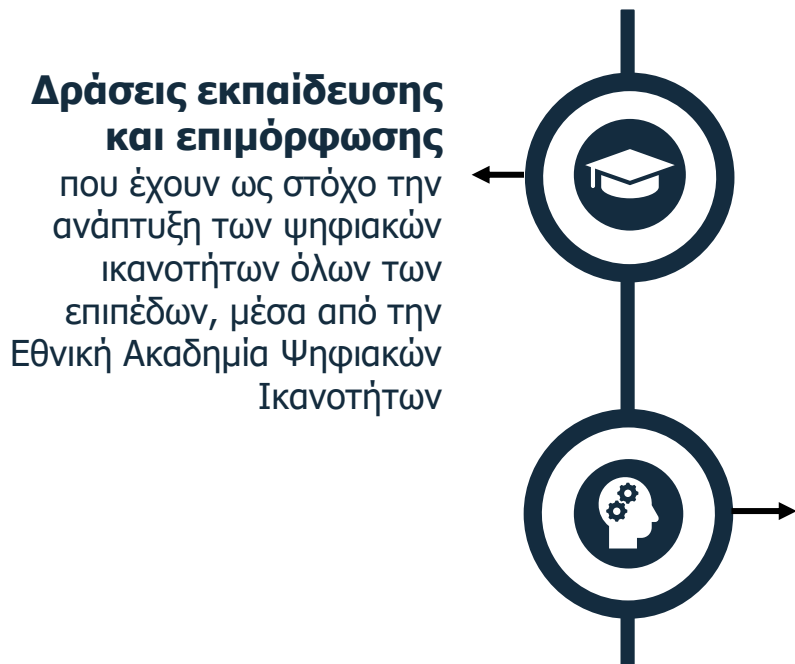 Δράσεις εκπαίδευσης
και επιμόρφωσης
που έχουν ως στόχο την
ανάπτυξη των ψηφιακών
ικανοτήτων όλων των
επιπέδων, μέσα από την
Εθνική Ακαδημία Ψηφιακών
Ικανοτήτων